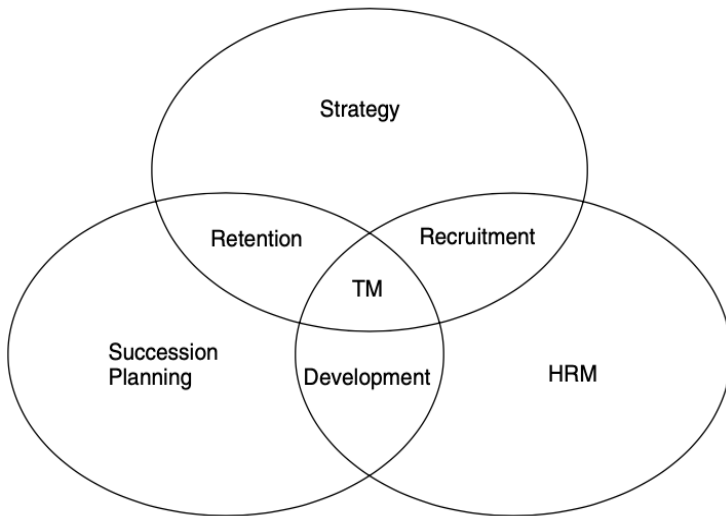 Strategy
Retention
Recruitment
TM
Succession
Planning
Development
HRM